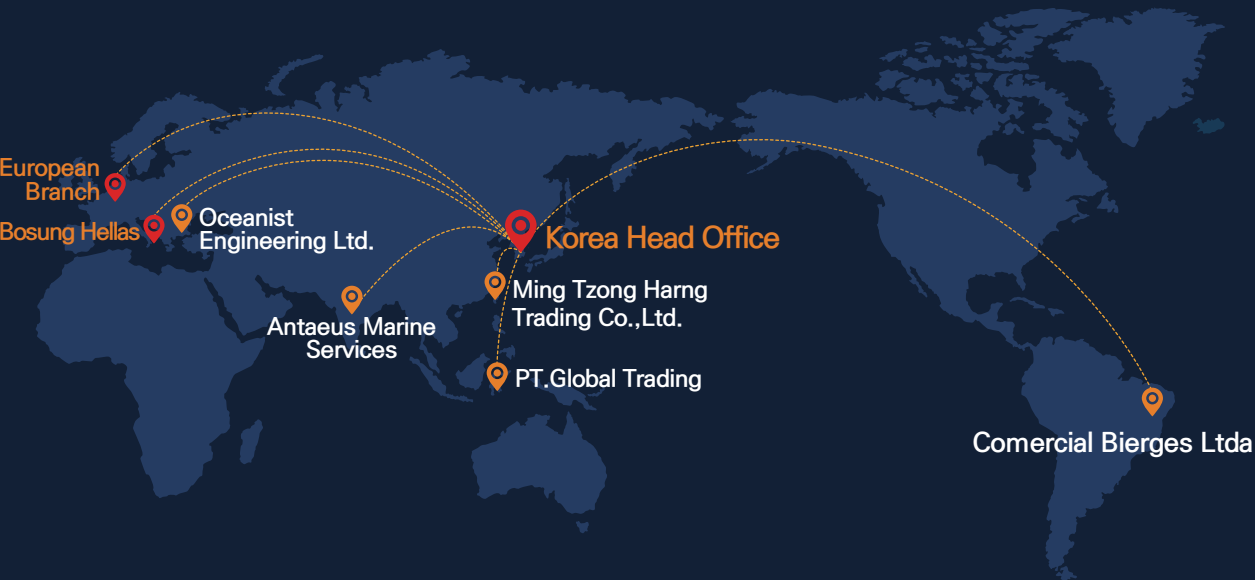 European
Branch
Bosung Hellas
Oceanist
Engineering Ltd.
Korea Head Office
Ming Tzong Harng
Trading Co.,Ltd.
Antaeus Marine
Services
PT.Global Trading
Comercial Bierges Ltda